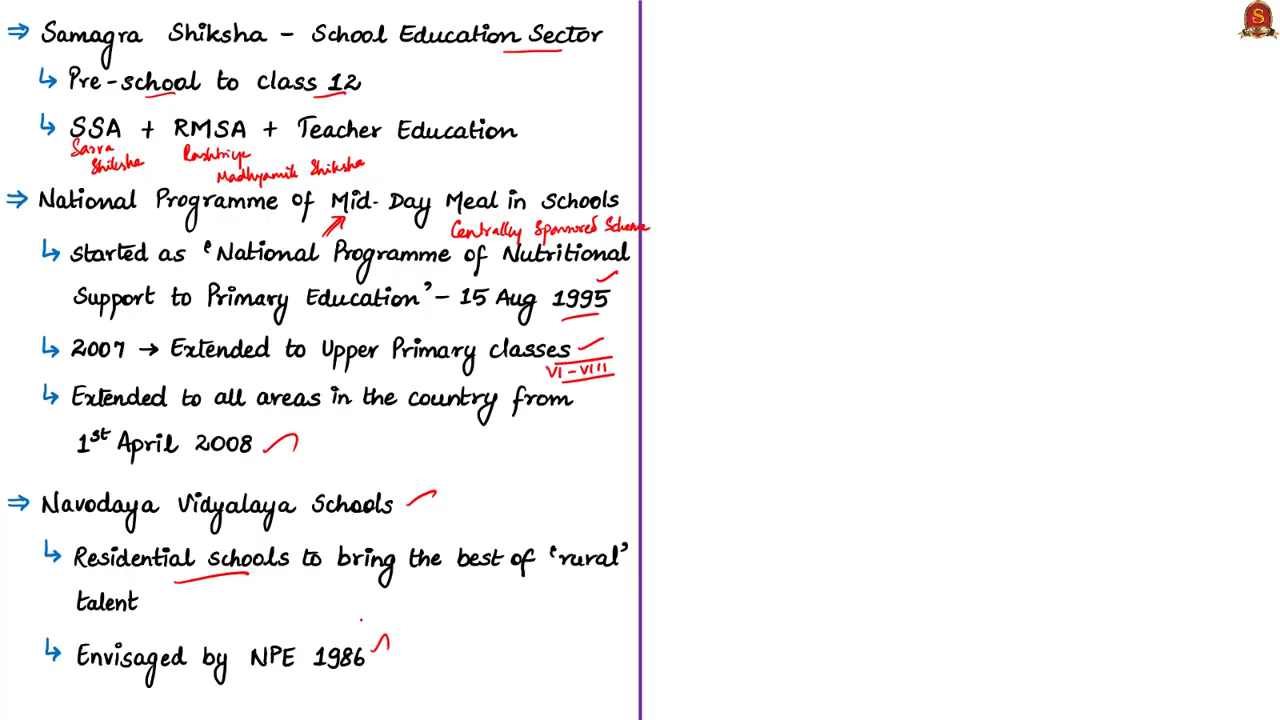 ⇒ Samagra Shiksha – School Education Sector
↳ Pre-school to class 12
↳ SSA + RMSA + Teacher Education
Sarva Rashtriya
Shiksha Madhyamik Shiksha
⇒ National Programme of Mid-Day Meal in Schools
Centrally Sponsored Scheme
↳ started as 'National Programme of Nutritional
Support to Primary Education' – 15 Aug 1995
↳ 2007 → Extended to Upper Primary classes
VI – VIII
↳ Extended to all areas in the country from
1st April 2008
⇒ Navodaya Vidyalaya Schools
↳ Residential schools to bring the best of 'rural'
talent
↳ Envisaged by NPE 1986
S